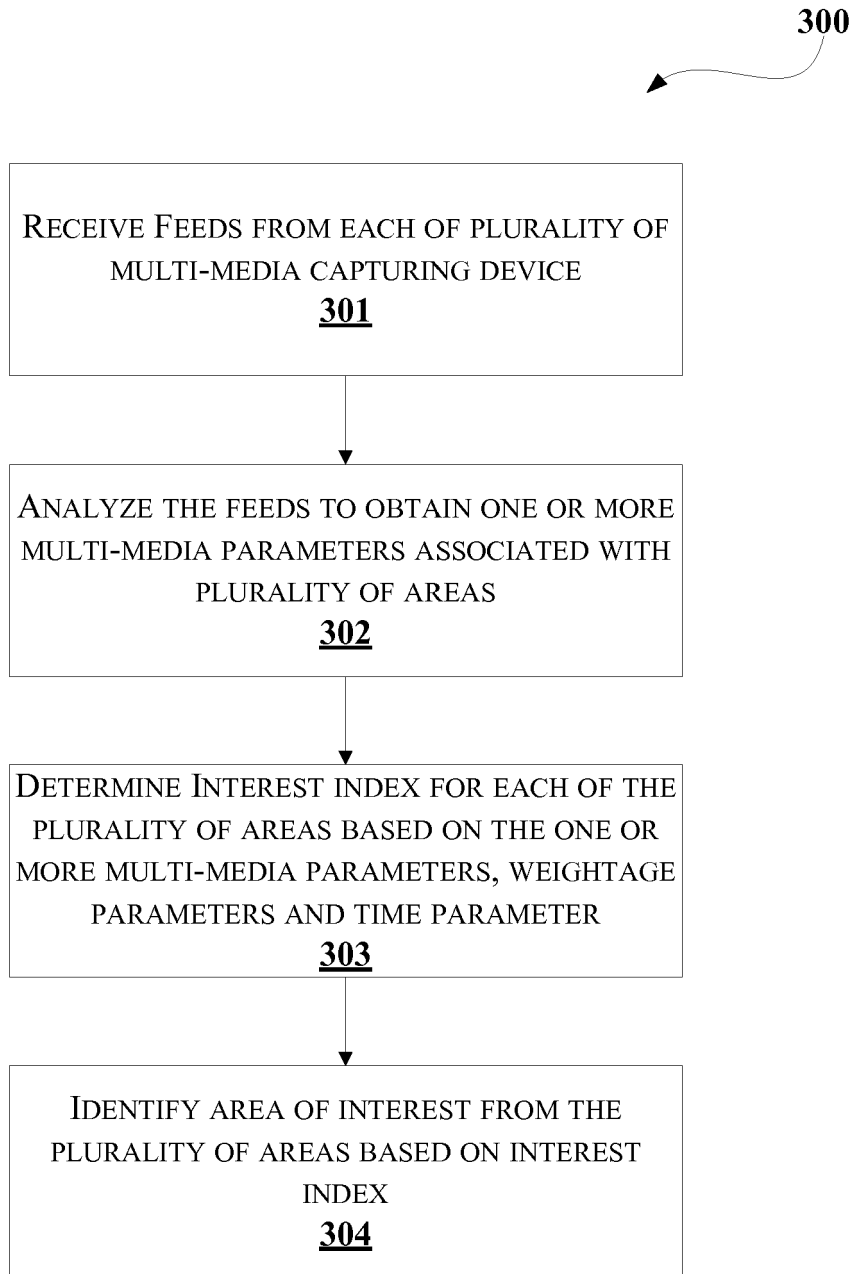 300
RECEIVE FEEDS FROM EACH OF PLURALITY OF
MULTI-MEDIA CAPTURING DEVICE
301
ANALYZE THE FEEDS TO OBTAIN ONE OR MORE
MULTI-MEDIA PARAMETERS ASSOCIATED WITH
PLURALITY OF AREAS
302
DETERMINE INTEREST INDEX FOR EACH OF THE
PLURALITY OF AREAS BASED ON THE ONE OR
MORE MULTI-MEDIA PARAMETERS, WEIGHTAGE
PARAMETERS AND TIME PARAMETER
303
IDENTIFY AREA OF INTEREST FROM THE
PLURALITY OF AREAS BASED ON INTEREST
INDEX
304